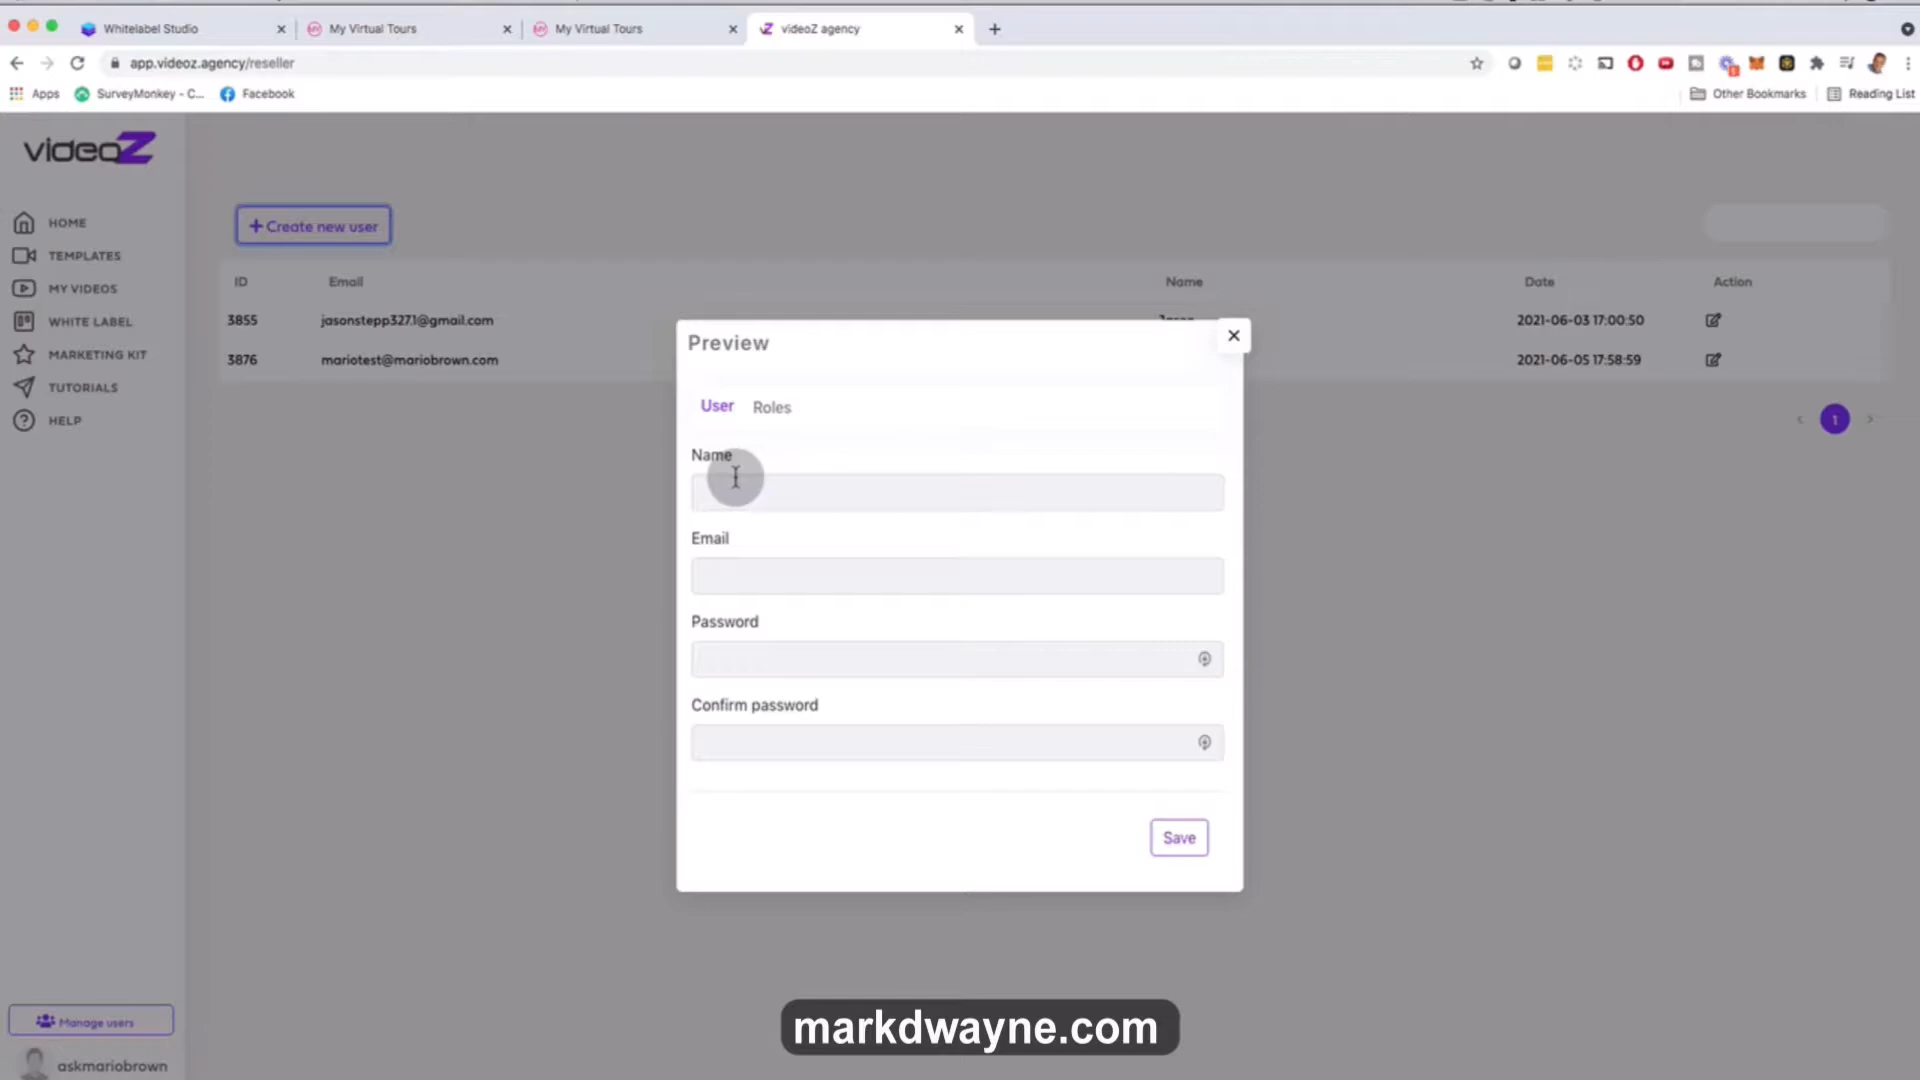 Whitelabel Studio
My Virtual Tours
My Virtual Tours
videoZ agency
app.videoz.agency/reseller
Apps
SurveyMonkey - C...
Facebook
Other Bookmarks
Reading List
videoZ
HOME
TEMPLATES
MY VIDEOS
WHITE LABEL
MARKETING KIT
TUTORIALS
HELP
+ Create new user
ID Email Name Date Action
3855 jasonstepp3271@gmail.com 2021-06-03 17:00:50
3876 mariotest@mariobrown.com 2021-06-05 17:58:59
1
Preview
User Roles
Name
Email
Password
Confirm password
Save
Manage users
askmariobrown
markdwayne.com